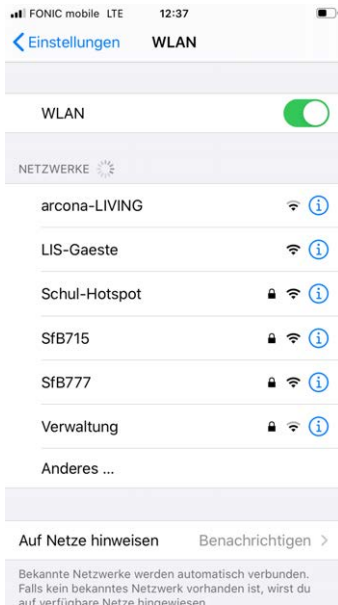 FONIC mobile LTE 12:37
Einstellungen WLAN
WLAN
NETZWERKE
arcona-LIVING
LIS-Gaeste
Schul-Hotspot
SfB715
SfB777
Verwaltung
Anderes ...
Auf Netze hinweisen Benachrichtigen
Bekannte Netzwerke werden automatisch verbunden.
Falls kein bekanntes Netzwerk vorhanden ist, wirst du
auf verfügbare Netze hingewiesen.